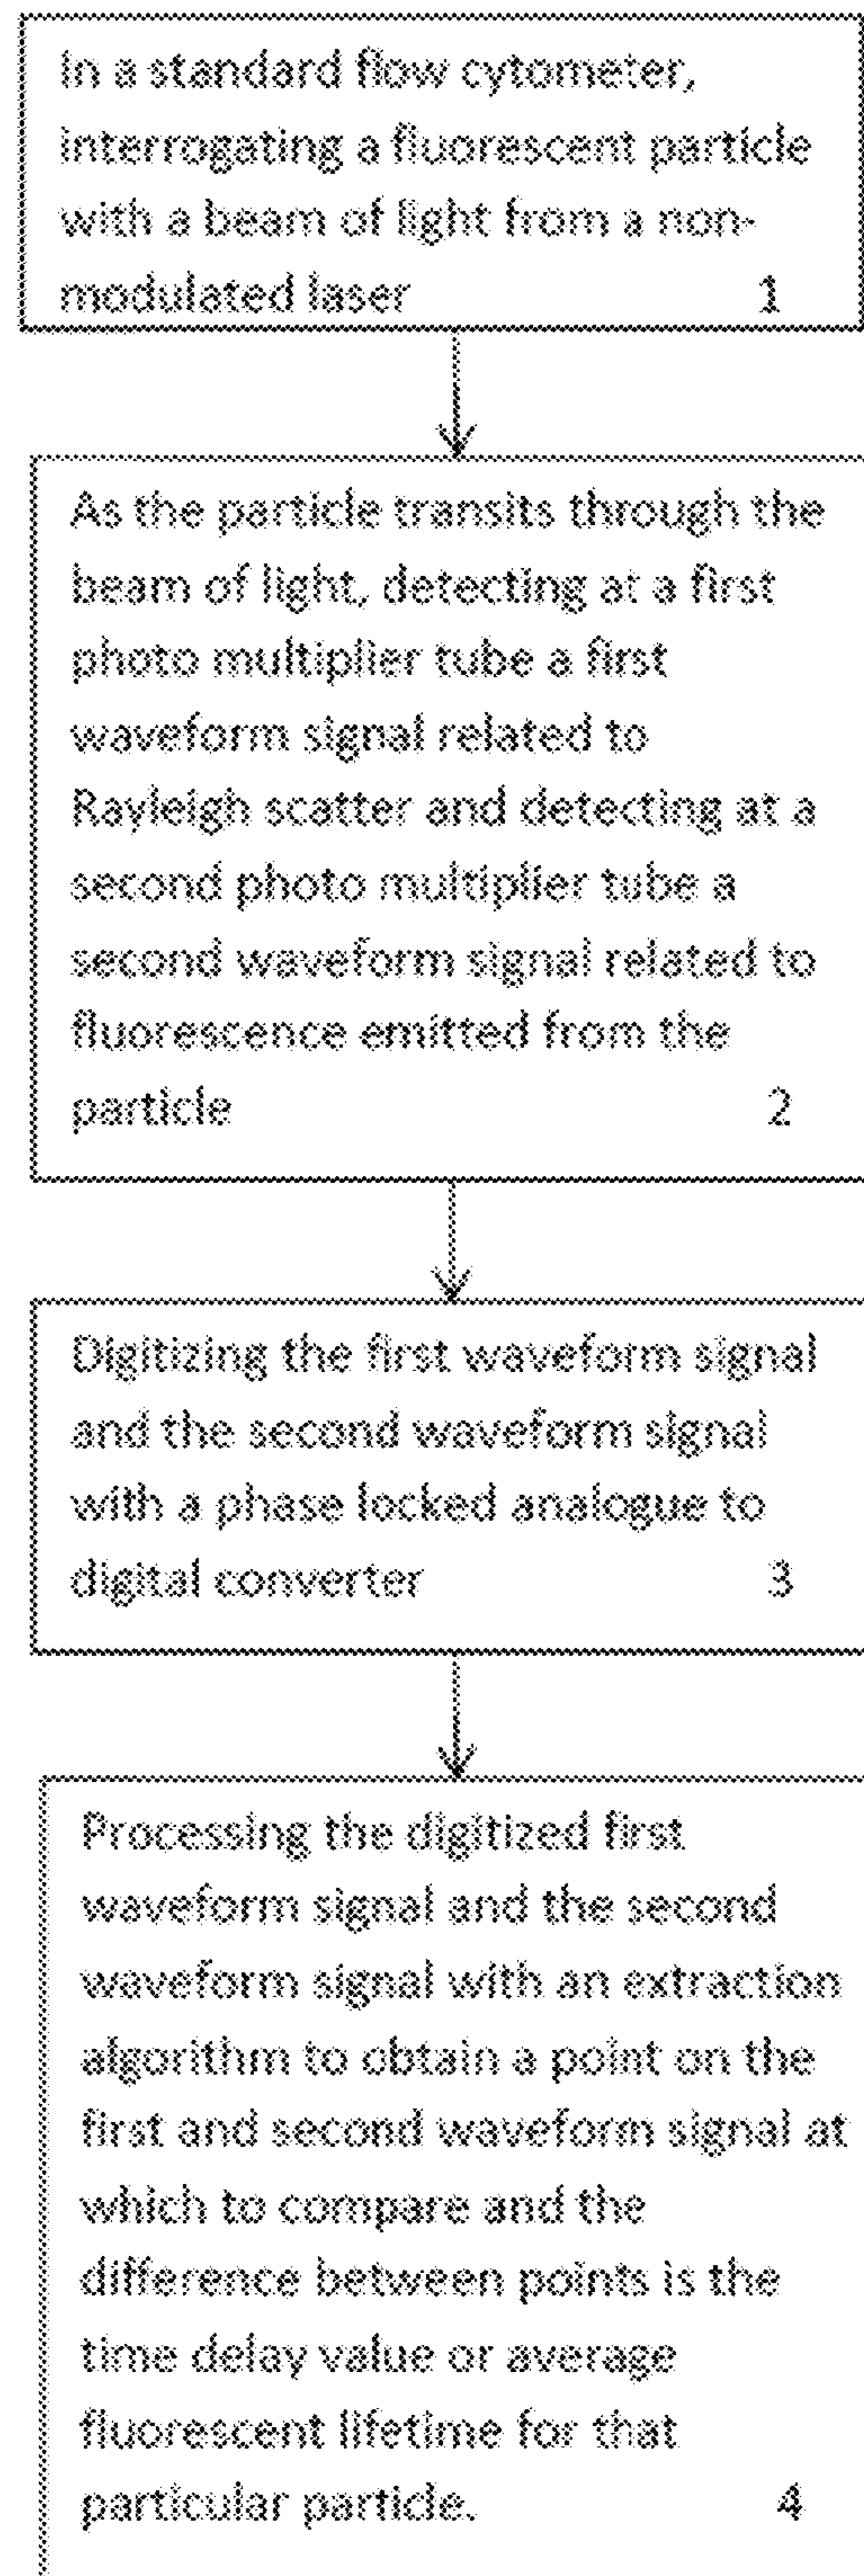 In a standard flow cytometer,
interrogating a fluorescent particle
with a beam of light from a non-
modulated laser 1
As the particle transits through the
beam of light, detecting at a first
photo multiplier tube a first
waveform signal related to
Rayleigh scatter and detecting at a
second photo multiplier tube a
second waveform signal related to
fluorescence emitted from the
particle 2
Digitizing the first waveform signal
and the second waveform signal
with a phase locked analogue to
digital converter 3
Processing the digitized first
waveform signal and the second
waveform signal with an extraction
algorithm to obtain a point on the
first and second waveform signal at
which to compare and the
difference between points is the
time delay value or average
fluorescent lifetime for that
particular particle. 4